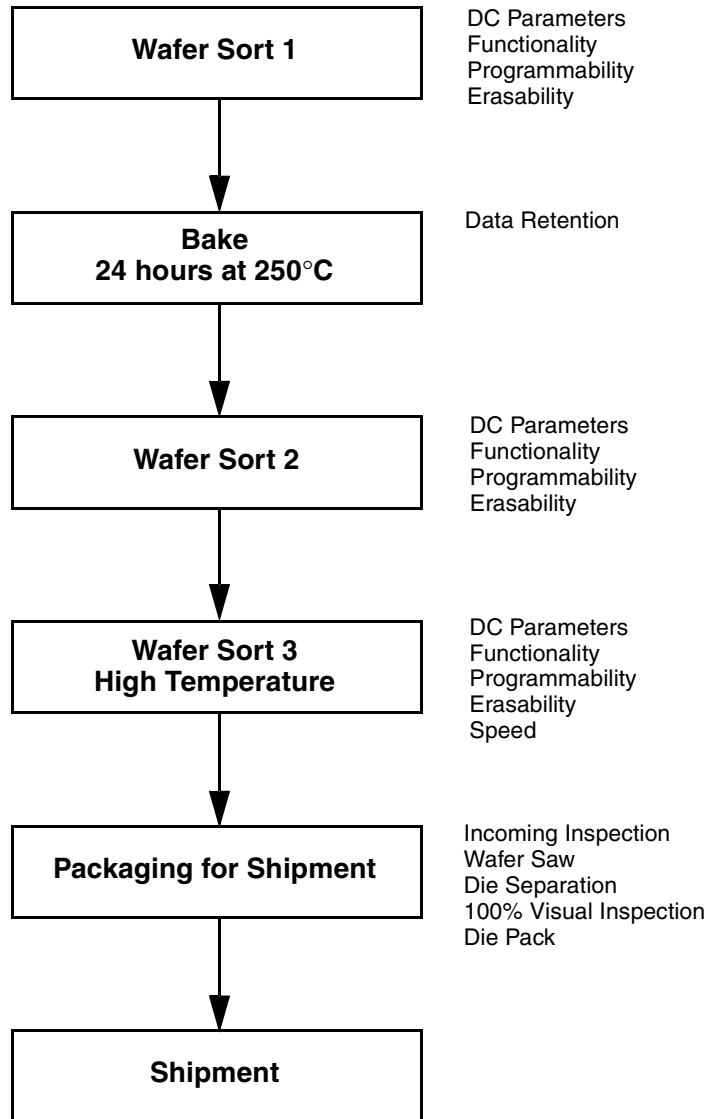 Wafer Sort 1
DC Parameters
Functionality
Programmability
Erasability
Bake
24 hours at 250°C
Data Retention
Wafer Sort 2
DC Parameters
Functionality
Programmability
Erasability
Wafer Sort 3
High Temperature
DC Parameters
Functionality
Programmability
Erasability
Speed
Packaging for Shipment
Incoming Inspection
Wafer Saw
Die Separation
100% Visual Inspection
Die Pack
Shipment